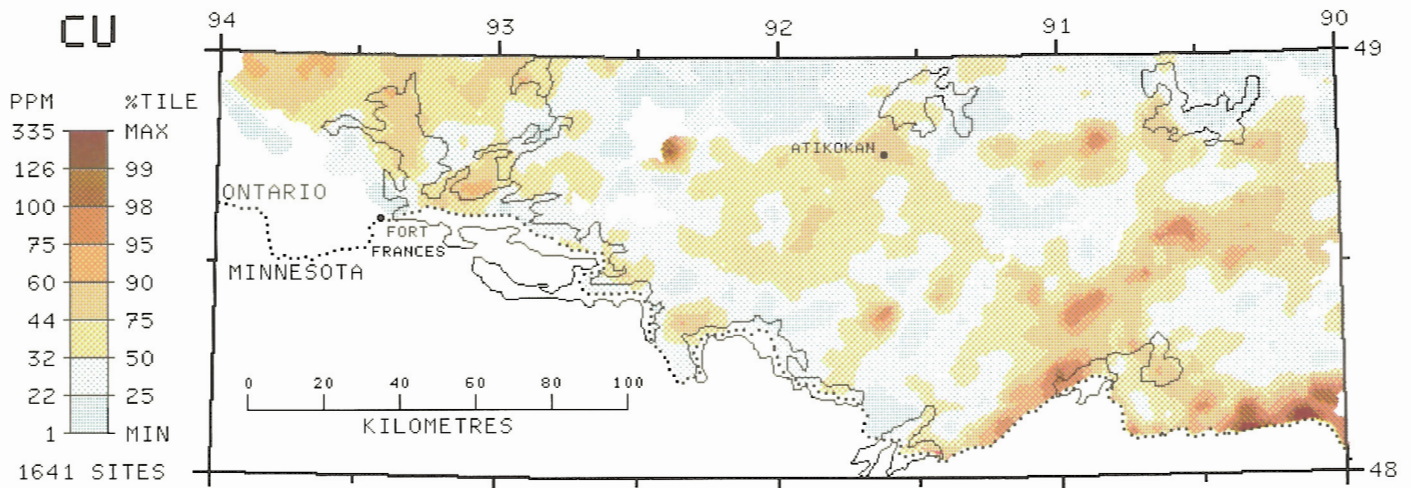 CU
94 93 92 91 90
49
PPM %TILE
335 MAX
126 99
100 98
75 95
60 90
44 75
32 50
22 25
1 MIN
1641 SITES
ATIKOKAN
ONTARIO
FORT
FRANCES
MINNESOTA
0 20 40 60 80 100
KILOMETRES
48